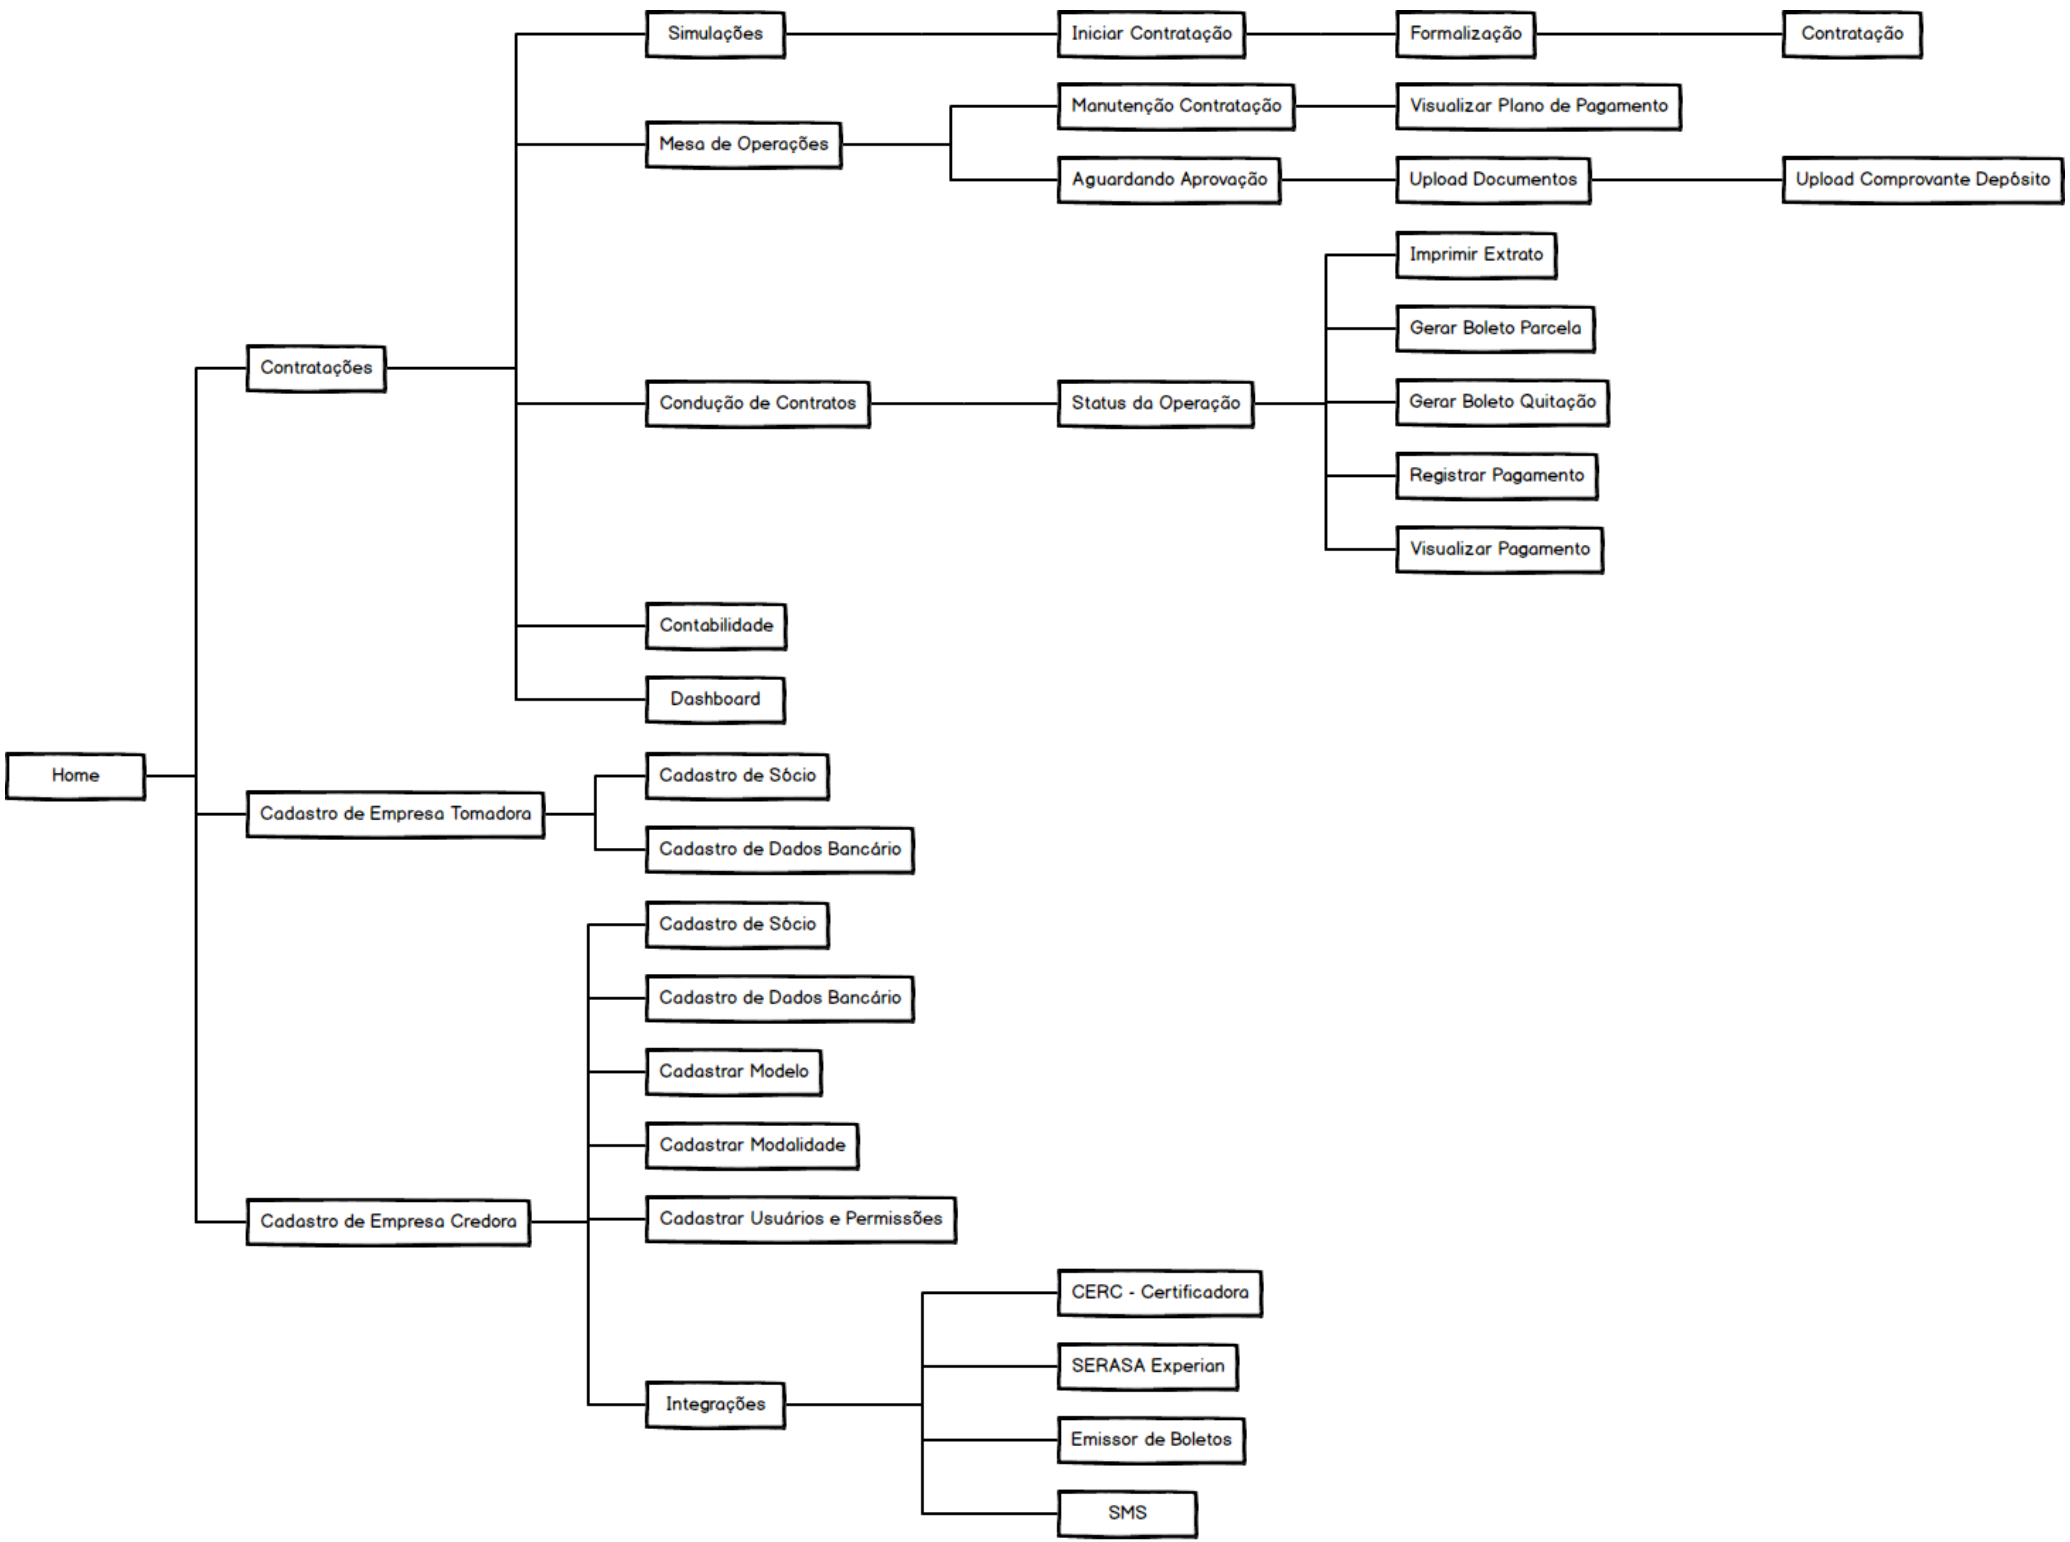 Simulações
Iniciar Contratação
Formalização
Contratação
Manutenção Contratação
Visualizar Plano de Pagamento
Mesa de Operações
Aguardando Aprovação
Upload Documentos
Upload Comprovante Depósito
Imprimir Extrato
Gerar Boleto Parcela
Contratações
Condução de Contratos
Status da Operação
Gerar Boleto Quitação
Registrar Pagamento
Visualizar Pagamento
Contabilidade
Dashboard
Home
Cadastro de Sócio
Cadastro de Empresa Tomadora
Cadastro de Dados Bancário
Cadastro de Sócio
Cadastro de Dados Bancário
Cadastrar Modelo
Cadastrar Modalidade
Cadastro de Empresa Credora
Cadastrar Usuários e Permissões
CERC - Certificadora
SERASA Experian
Integrações
Emissor de Boletos
SMS